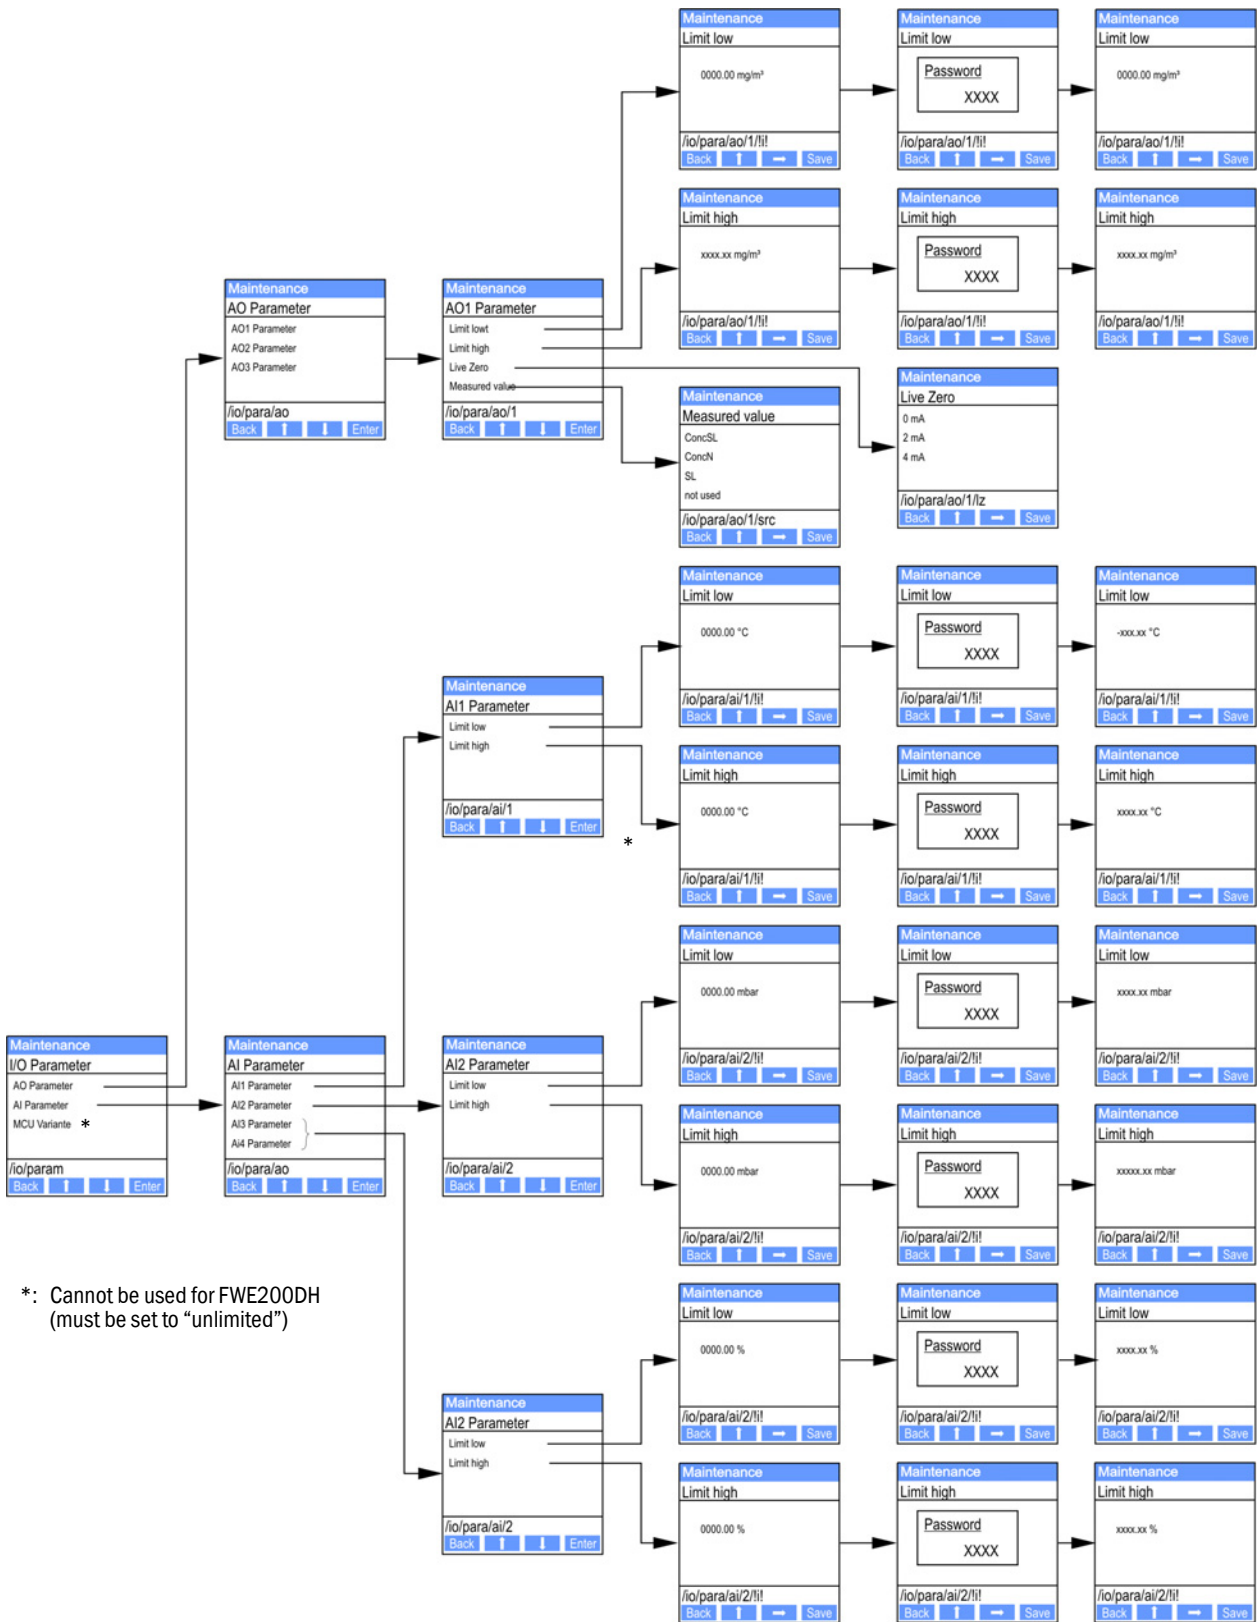 Maintenance
Limit low
0000.00 mg/m³
/io/para/ao/1/!i!
Back Save
Maintenance
Limit low
Password
XXXX
/io/para/ao/1/!i!
Back Save
Maintenance
Limit low
0000.00 mg/m³
/io/para/ao/1/!i!
Back Save
Maintenance
Limit high
xxxx.xx mg/m³
/io/para/ao/1/!i!
Back Save
Maintenance
Limit high
Password
XXXX
/io/para/ao/1/!i!
Back Save
Maintenance
Limit high
xxxx.xx mg/m³
/io/para/ao/1/!i!
Back Save
Maintenance
AO Parameter
AO1 Parameter
AO2 Parameter
AO3 Parameter
/io/para/ao
Back Enter
Maintenance
AO1 Parameter
Limit lowt
Limit high
Live Zero
Measured value
/io/para/ao/1
Back Enter
Maintenance
Measured value
ConcSL
ConcN
SL
not used
/io/para/ao/1/src
Back Save
Maintenance
Live Zero
0 mA
2 mA
4 mA
/io/para/ao/1/lz
Back Save
Maintenance
Limit low
0000.00 °C
/io/para/ai/1/!i!
Back Save
Maintenance
Limit low
Password
XXXX
/io/para/ai/1/!i!
Back Save
Maintenance
Limit low
-xxx.xx °C
/io/para/ai/1/!i!
Back Save
Maintenance
AI1 Parameter
Limit low
Limit high
/io/para/ai/1
Back Enter
*
Maintenance
Limit high
0000.00 °C
/io/para/ai/1/!i!
Back Save
Maintenance
Limit high
Password
XXXX
/io/para/ai/1/!i!
Back Save
Maintenance
Limit high
xxxx.xx °C
/io/para/ai/1/!i!
Back Save
Maintenance
Limit low
0000.00 mbar
/io/para/ai/2/!i!
Back Save
Maintenance
Limit low
Password
XXXX
/io/para/ai/2/!i!
Back Save
Maintenance
Limit low
xxxx.xx mbar
/io/para/ai/2/!i!
Back Save
Maintenance
I/O Parameter
AO Parameter
AI Parameter
MCU Variante *
/io/param
Back Enter
Maintenance
AI Parameter
AI1 Parameter
AI2 Parameter
AI3 Parameter
Ai4 Parameter
/io/para/ao
Back Enter
Maintenance
AI2 Parameter
Limit low
Limit high
/io/para/ai/2
Back Enter
Maintenance
Limit high
0000.00 mbar
/io/para/ai/2/!i!
Back Save
Maintenance
Limit high
Password
XXXX
/io/para/ai/2/!i!
Back Save
Maintenance
Limit high
xxxxx.xx mbar
/io/para/ai/2/!i!
Back Save
*: Cannot be used for FWE200DH
(must be set to “unlimited”)
Maintenance
Limit low
0000.00 %
/io/para/ai/2/!i!
Back Save
Maintenance
Limit low
Password
XXXX
/io/para/ai/2/!i!
Back Save
Maintenance
Limit low
xxxx.xx %
/io/para/ai/2/!i!
Back Save
Maintenance
AI2 Parameter
Limit low
Limit high
/io/para/ai/2
Back Enter
Maintenance
Limit high
0000.00 %
/io/para/ai/2/!i!
Back Save
Maintenance
Limit high
Password
XXXX
/io/para/ai/2/!i!
Back Save
Maintenance
Limit high
xxxx.xx %
/io/para/ai/2/!i!
Back Save